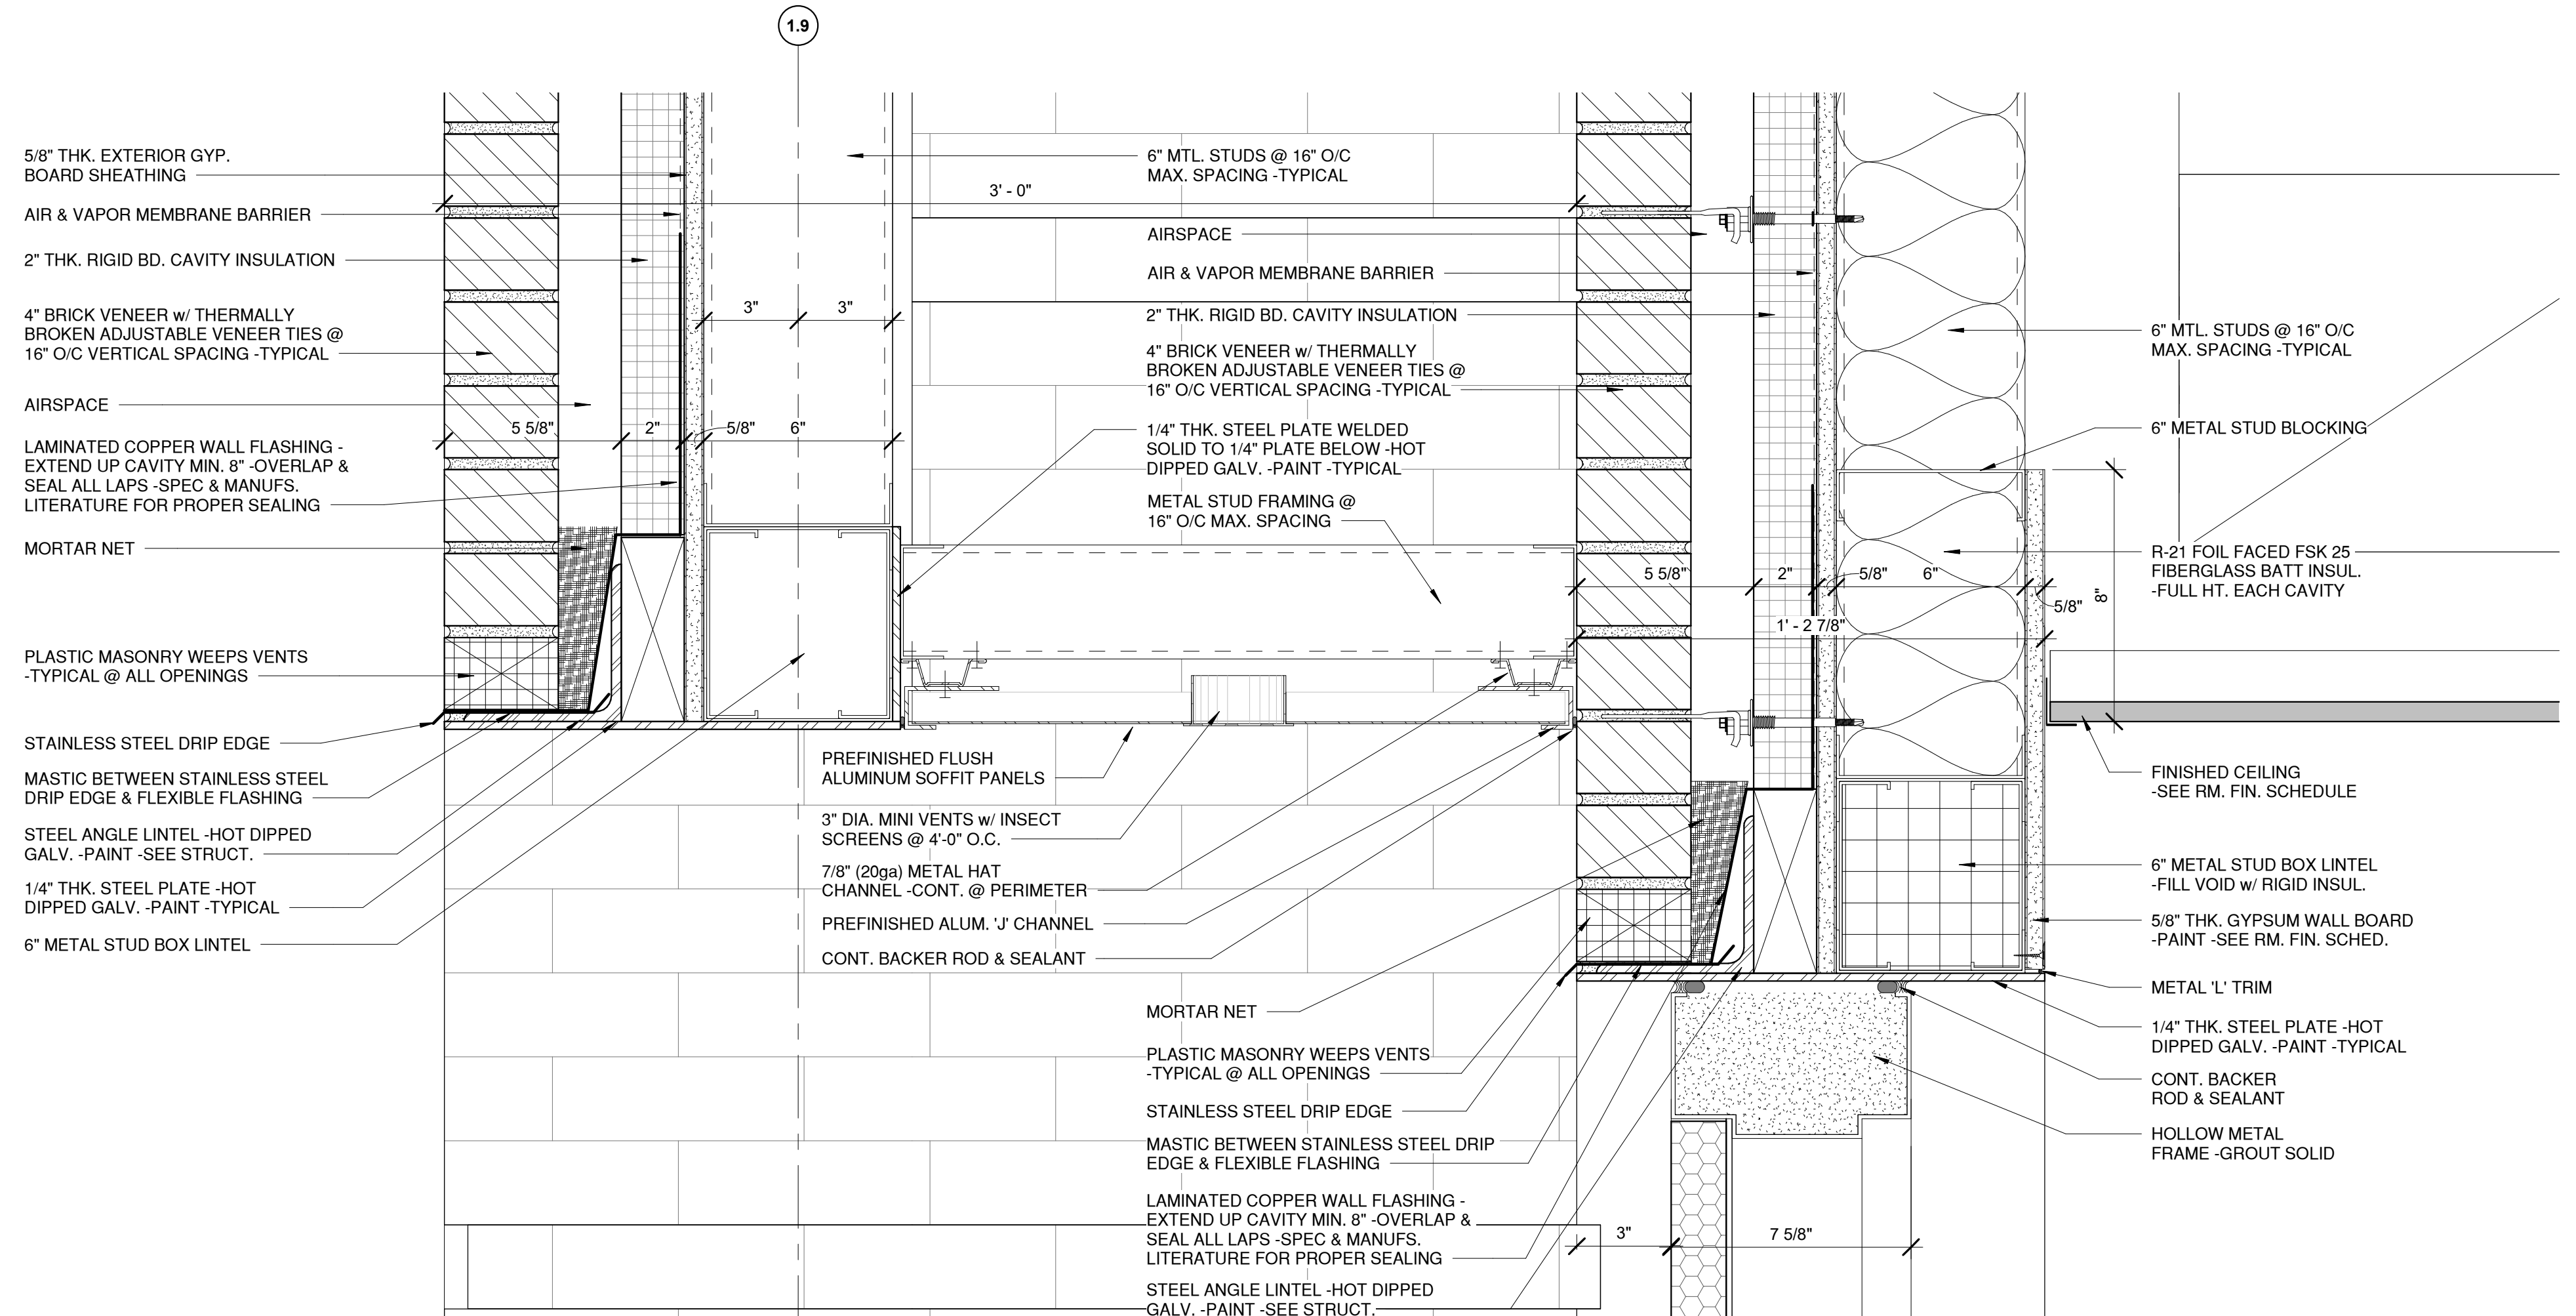 1.9
5/8" THK. EXTERIOR GYP.
BOARD SHEATHING
AIR & VAPOR MEMBRANE BARRIER
2" THK. RIGID BD. CAVITY INSULATION
4" BRICK VENEER w/ THERMALLY
BROKEN ADJUSTABLE VENEER TIES @
16" O/C VERTICAL SPACING -TYPICAL
AIRSPACE
LAMINATED COPPER WALL FLASHING -
EXTEND UP CAVITY MIN. 8" -OVERLAP &
SEAL ALL LAPS -SPEC & MANUFS.
LITERATURE FOR PROPER SEALING
MORTAR NET
PLASTIC MASONRY WEEPS VENTS
-TYPICAL @ ALL OPENINGS
STAINLESS STEEL DRIP EDGE
MASTIC BETWEEN STAINLESS STEEL
DRIP EDGE & FLEXIBLE FLASHING
STEEL ANGLE LINTEL -HOT DIPPED
GALV. -PAINT -SEE STRUCT.
1/4" THK. STEEL PLATE -HOT
DIPPED GALV. -PAINT -TYPICAL
6" METAL STUD BOX LINTEL
3' - 0"
3"
3"
5 5/8"
2"
5/8"
6"
6" MTL. STUDS @ 16" O/C
MAX. SPACING -TYPICAL
AIRSPACE
AIR & VAPOR MEMBRANE BARRIER
2" THK. RIGID BD. CAVITY INSULATION
4" BRICK VENEER w/ THERMALLY
BROKEN ADJUSTABLE VENEER TIES @
16" O/C VERTICAL SPACING -TYPICAL
1/4" THK. STEEL PLATE WELDED
SOLID TO 1/4" PLATE BELOW -HOT
DIPPED GALV. -PAINT -TYPICAL
METAL STUD FRAMING @
16" O/C MAX. SPACING
PREFINISHED FLUSH
ALUMINUM SOFFIT PANELS
3" DIA. MINI VENTS w/ INSECT
SCREENS @ 4'-0" O.C.
7/8" (20ga) METAL HAT
CHANNEL -CONT. @ PERIMETER
PREFINISHED ALUM. 'J' CHANNEL
CONT. BACKER ROD & SEALANT
MORTAR NET
PLASTIC MASONRY WEEPS VENTS
-TYPICAL @ ALL OPENINGS
STAINLESS STEEL DRIP EDGE
MASTIC BETWEEN STAINLESS STEEL DRIP
EDGE & FLEXIBLE FLASHING
LAMINATED COPPER WALL FLASHING -
EXTEND UP CAVITY MIN. 8" -OVERLAP &
SEAL ALL LAPS -SPEC & MANUFS.
LITERATURE FOR PROPER SEALING
STEEL ANGLE LINTEL -HOT DIPPED
GALV. -PAINT -SEE STRUCT.
5 5/8"
2"
5/8"
6"
5/8"
1' - 2 7/8"
8"
3"
7 5/8"
6" MTL. STUDS @ 16" O/C
MAX. SPACING -TYPICAL
6" METAL STUD BLOCKING
R-21 FOIL FACED FSK 25
FIBERGLASS BATT INSUL.
-FULL HT. EACH CAVITY
FINISHED CEILING
-SEE RM. FIN. SCHEDULE
6" METAL STUD BOX LINTEL
-FILL VOID w/ RIGID INSUL.
5/8" THK. GYPSUM WALL BOARD
-PAINT -SEE RM. FIN. SCHED.
METAL 'L' TRIM
1/4" THK. STEEL PLATE -HOT
DIPPED GALV. -PAINT -TYPICAL
CONT. BACKER
ROD & SEALANT
HOLLOW METAL
FRAME -GROUT SOLID